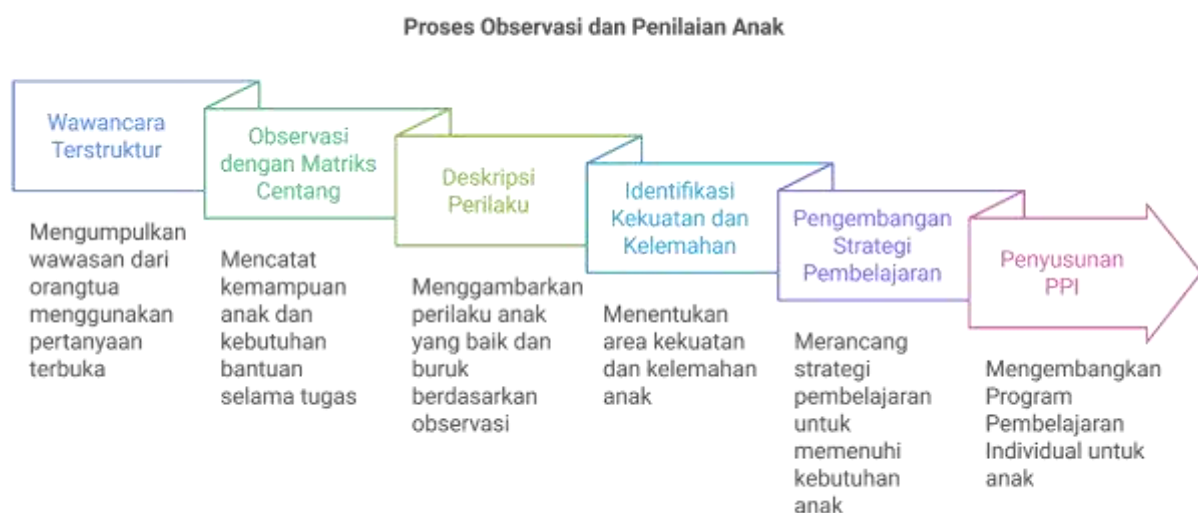 Proses Observasi dan Penilaian Anak
Wawancara
Terstruktur
Mengumpulkan
wawasan dari
orangtua
menggunakan
pertanyaan
terbuka
Observasi
dengan Matriks
Centang
Mencatat
kemampuan
anak dan
kebutuhan
bantuan
selama tugas
Deskripsi
Perilaku
Menggambarkan
perilaku anak
yang baik dan
buruk
berdasarkan
observasi
Identifikasi
Kekuatan dan
Kelemahan
Menentukan
area kekuatan
dan kelemahan
anak
Pengembangan
Strategi
Pembelajaran
Merancang
strategi
pembelajaran
untuk
memenuhi
kebutuhan
anak
Penyusunan
PPI
Mengembangkan
Program
Pembelajaran
Individual untuk
anak